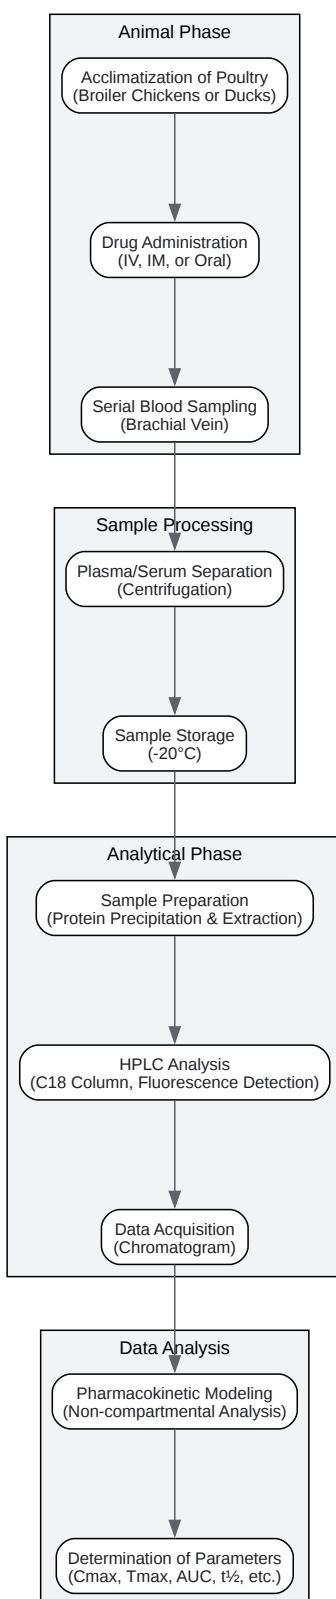 Animal Phase
Acclimatization of Poultry
(Broiler Chickens or Ducks)
Drug Administration
(IV, IM, or Oral)
Serial Blood Sampling
(Brachial Vein)
Sample Processing
Plasma/Serum Separation
(Centrifugation)
Sample Storage
(-20°C)
Analytical Phase
Sample Preparation
(Protein Precipitation & Extraction)
HPLC Analysis
(C18 Column, Fluorescence Detection)
Data Acquisition
(Chromatogram)
Data Analysis
Pharmacokinetic Modeling
(Non-compartmental Analysis)
Determination of Parameters
(Cmax, Tmax, AUC, t½, etc.)